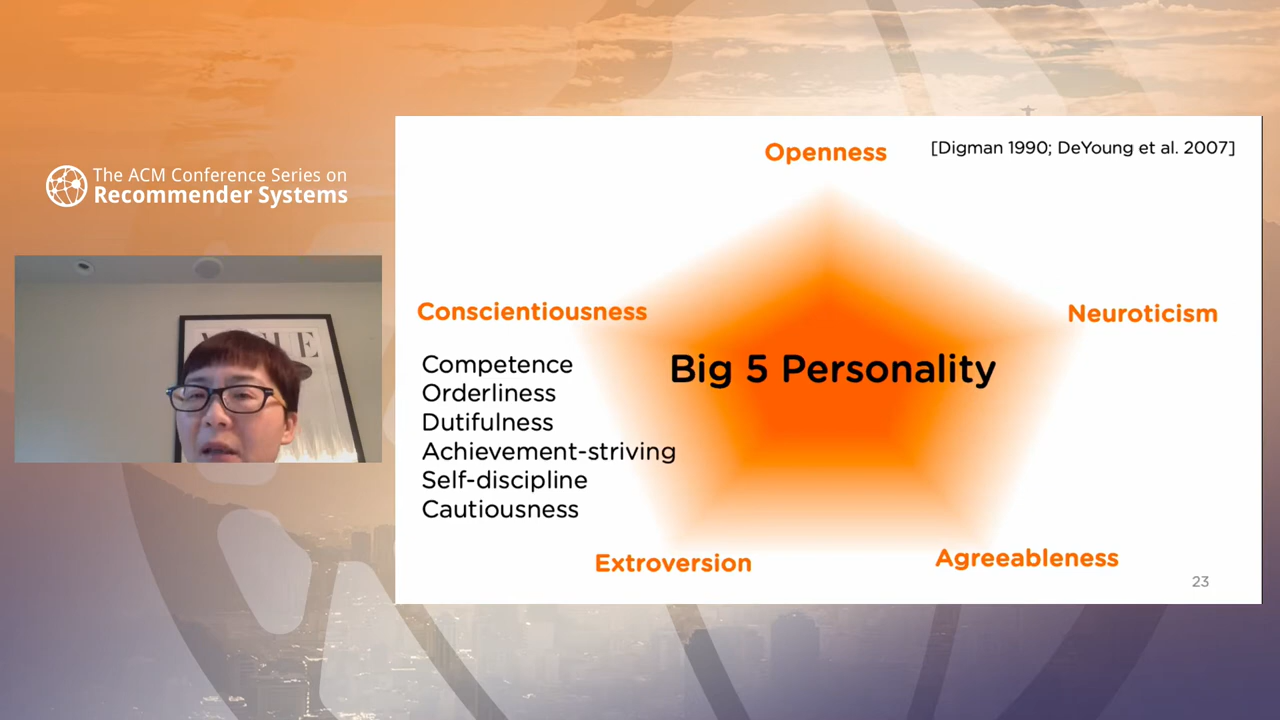 The ACM Conference Series on
Recommender Systems
VOGUE
Openness
[Digman 1990; DeYoung et al. 2007]
Conscientiousness
Neuroticism
Big 5 Personality
Competence
Orderliness
Dutifulness
Achievement-striving
Self-discipline
Cautiousness
Extroversion
Agreeableness
23